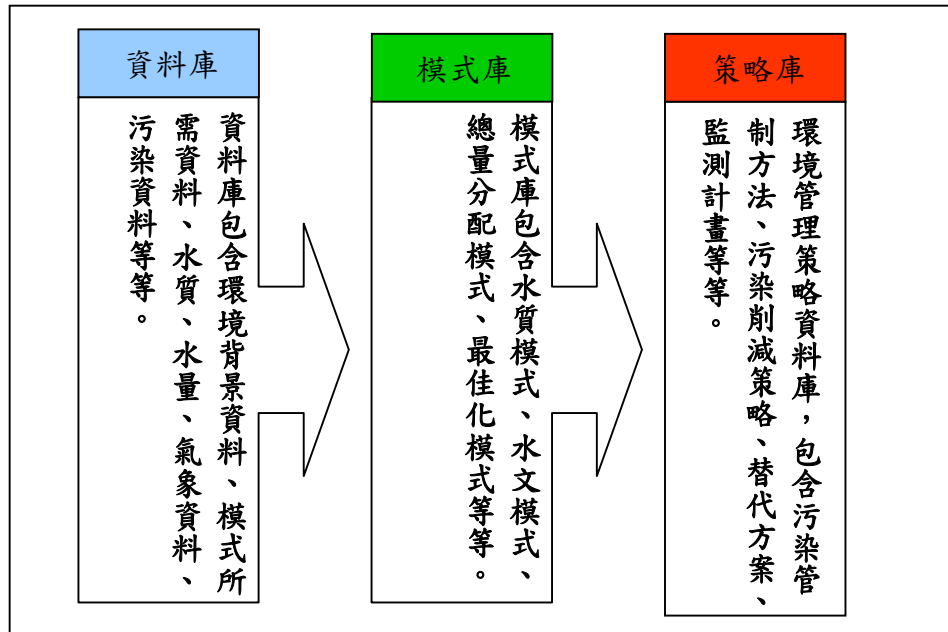 資料庫
資料庫包含環境背景資料、模式所
需資料、水質、水量、氣象資料、
污染資料等等。
模式庫
模式庫包含水質模式、水文模式、
總量分配模式、最佳化模式等等。
策略庫
環境管理策略資料庫，包含污染管
制方法、污染削減策略、替代方案、
監測計畫等等。